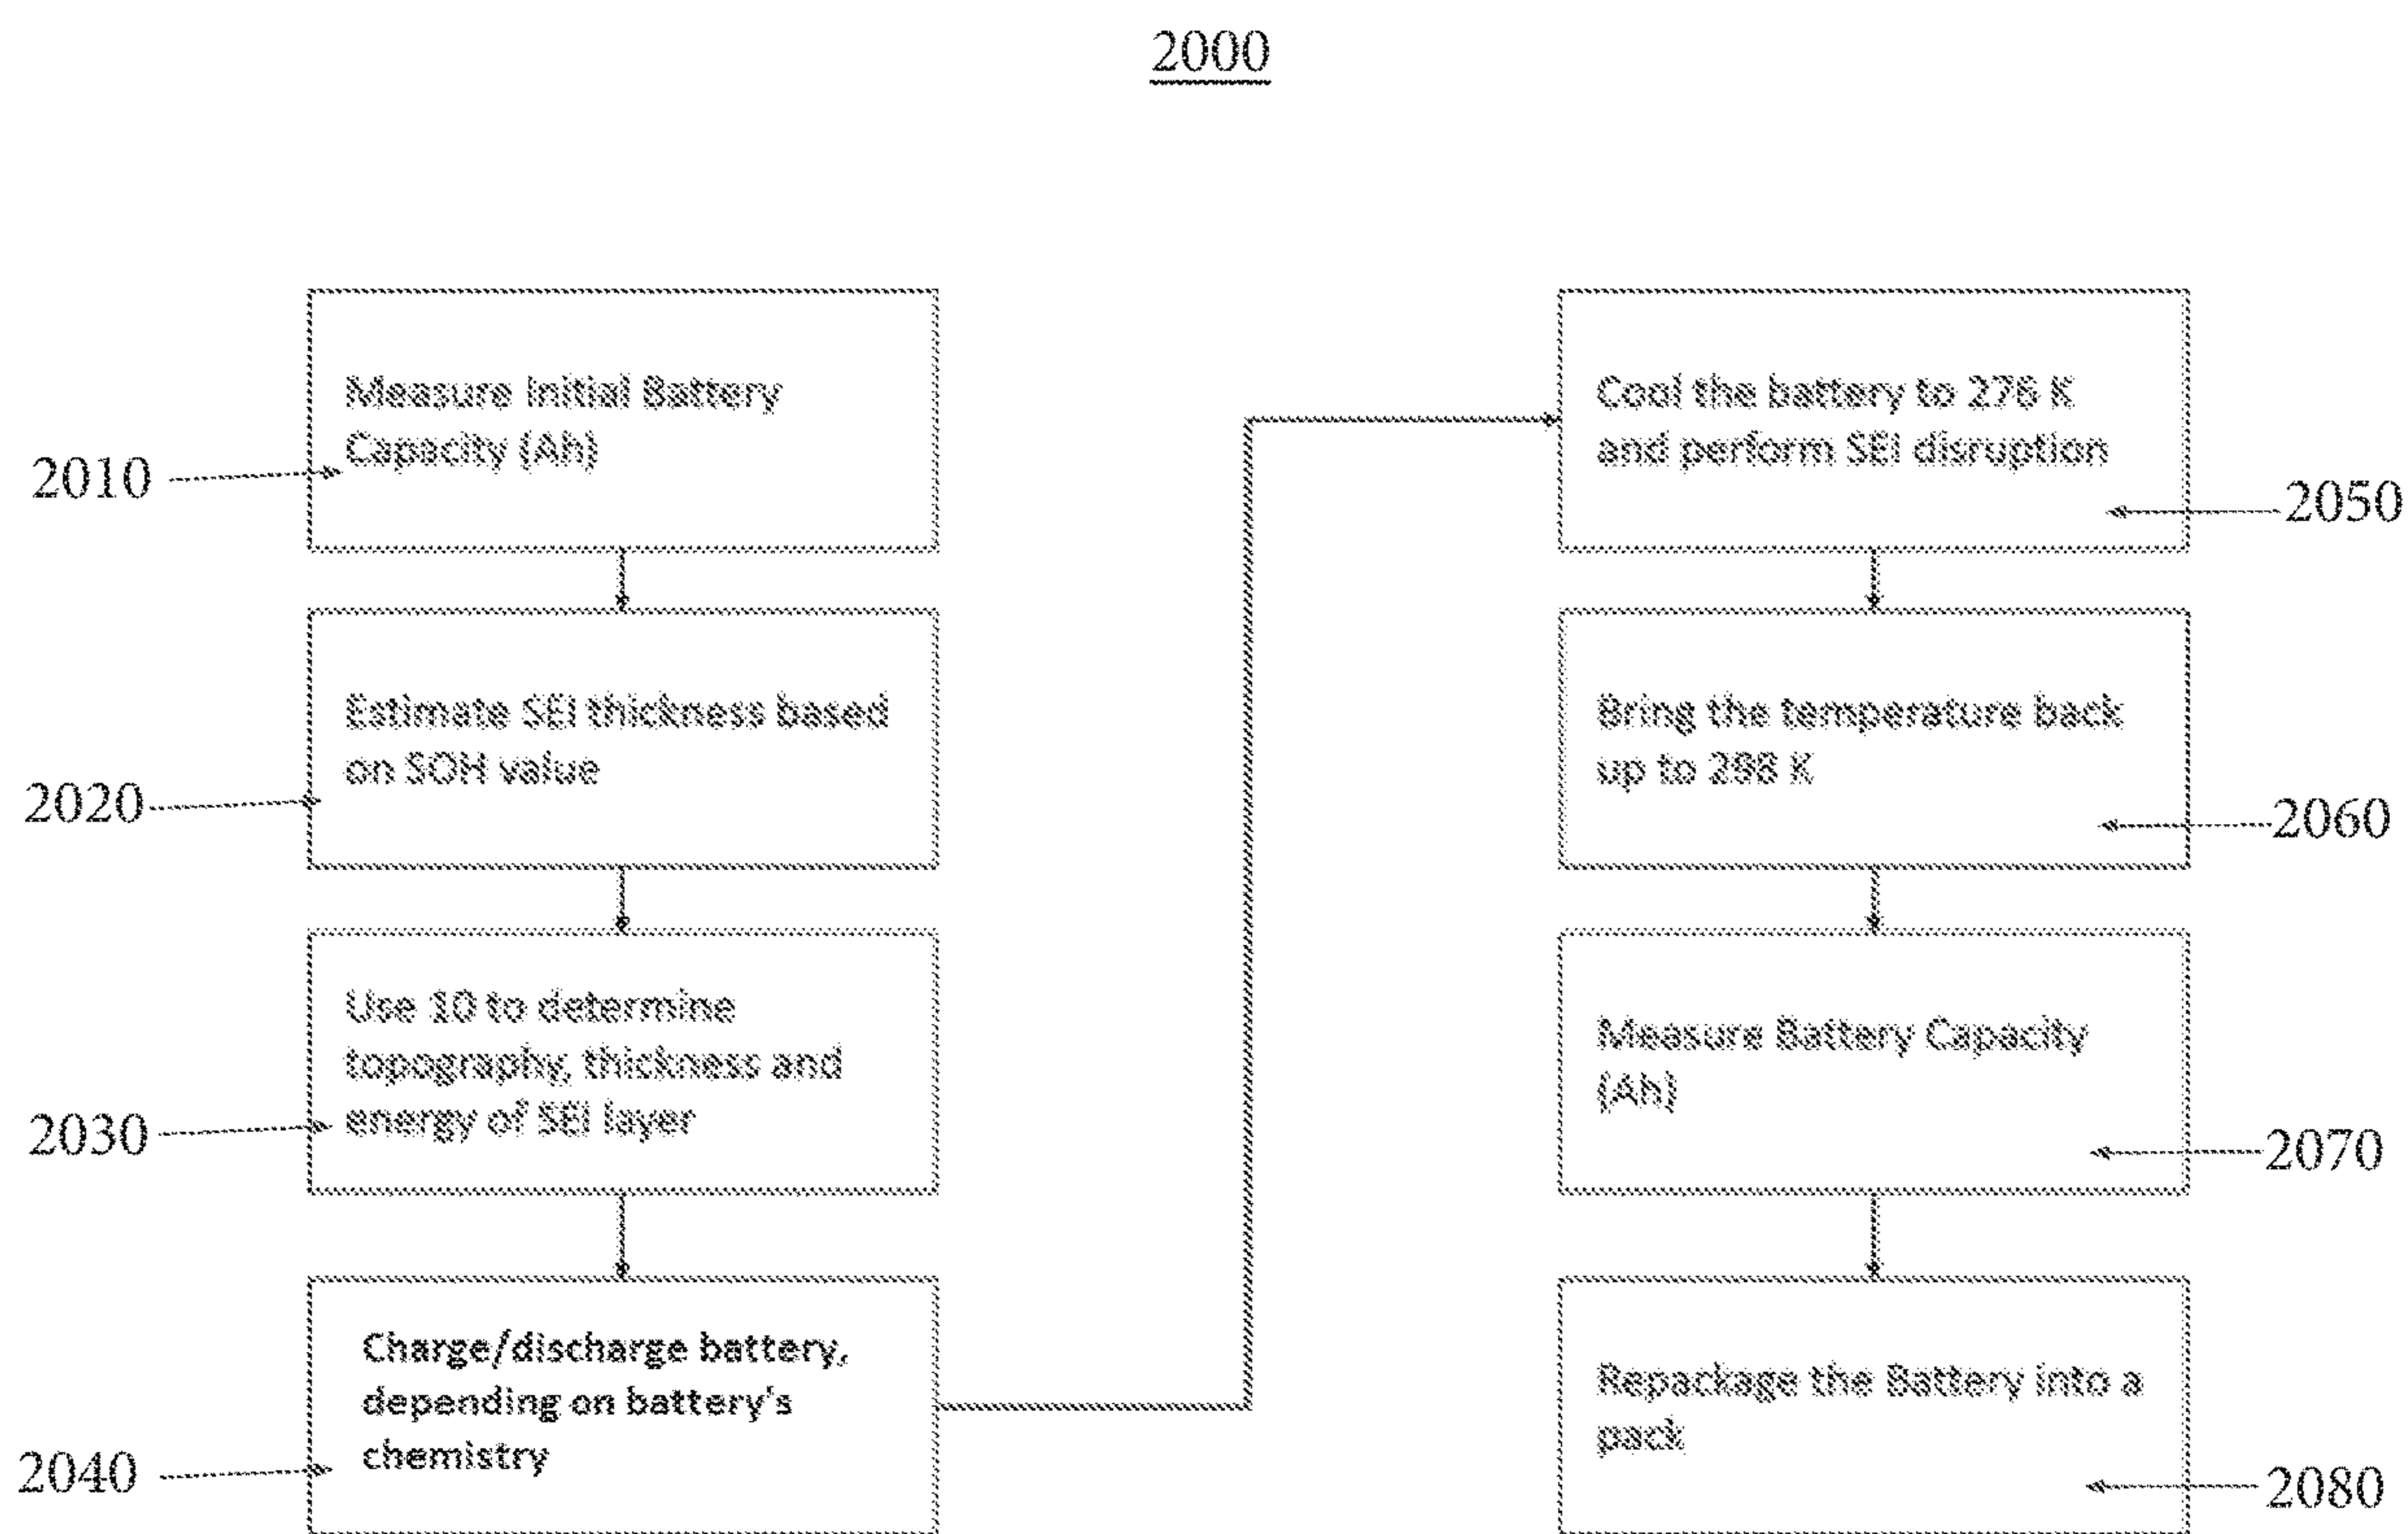 2000
Measure Initial Battery
Capacity (Ah)
2010
Estimate SEI thickness based
on SOH value
2020
Use 10 to determine
topography, thickness and
energy of SEI layer
2030
Charge/discharge battery,
depending on battery's
chemistry
2040
Cool the battery to 276 K
and perform SEI disruption
2050
Bring the temperature back
up to 298 K
2060
Measure Battery Capacity
(Ah)
2070
Repackage the Battery into a
pack
2080